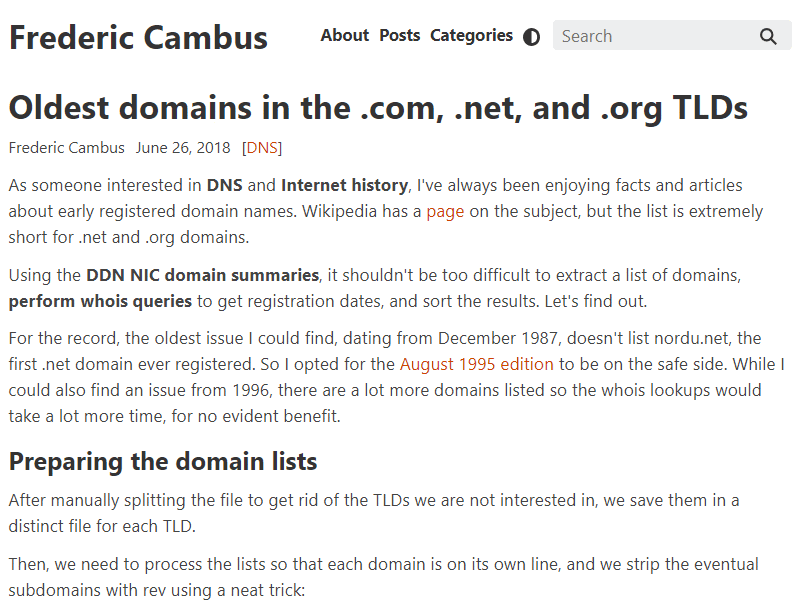 Frederic Cambus
About Posts Categories
Search
Oldest domains in the .com, .net, and .org TLDs
Frederic Cambus June 26, 2018 [DNS]
As someone interested in DNS and Internet history, I've always been enjoying facts and articles
about early registered domain names. Wikipedia has a page on the subject, but the list is extremely
short for .net and .org domains.
Using the DDN NIC domain summaries, it shouldn't be too difficult to extract a list of domains,
perform whois queries to get registration dates, and sort the results. Let's find out.
For the record, the oldest issue I could find, dating from December 1987, doesn't list nordu.net, the
first .net domain ever registered. So I opted for the August 1995 edition to be on the safe side. While I
could also find an issue from 1996, there are a lot more domains listed so the whois lookups would
take a lot more time, for no evident benefit.
Preparing the domain lists
After manually splitting the file to get rid of the TLDs we are not interested in, we save them in a
distinct file for each TLD.
Then, we need to process the lists so that each domain is on its own line, and we strip the eventual
subdomains with rev using a neat trick: